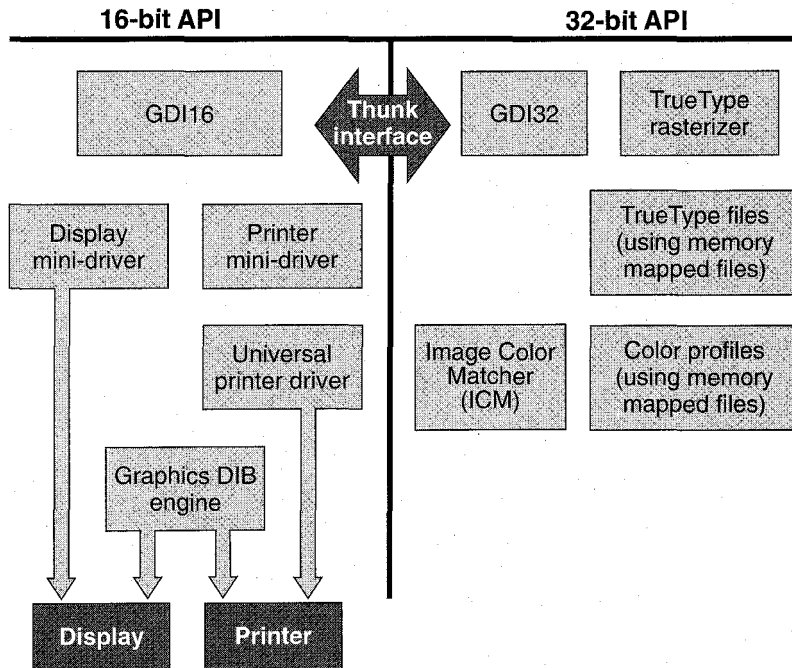 16-bit API
32-bit API
GDI16
Thunk
interface
GDI32
TrueType
rasterizer
Display
mini-driver
Printer
mini-driver
TrueType files
(using memory
mapped files)
Universal
printer driver
Image Color
Matcher
(ICM)
Color profiles
(using memory
mapped files)
Graphics DIB
engine
Display
Printer